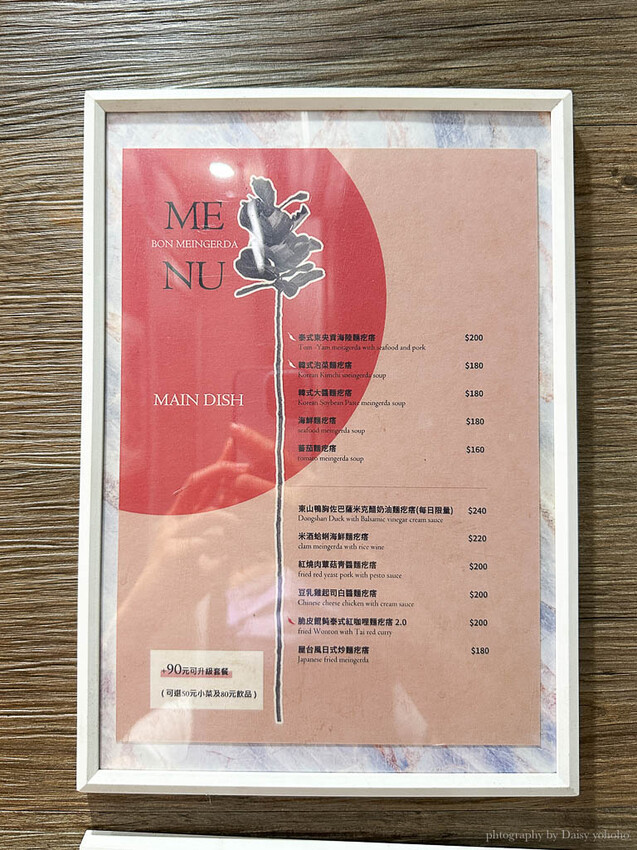 ME
BON MEINGERDA
NU
MAIN DISH
泰式東央貢海陸麵疙瘩 $200
Tom -Yam meingerda with seafood and pork
韓式泡菜麵疙瘩 $180
Korean Kimchi meingerda soup
韓式大醬麵疙瘩 $180
Korean Soybean Paste meingerda soup
海鮮麵疙瘩 $180
seafood meingerda soup
蕃茄麵疙瘩 $160
tomato meingerda soup
東山鴨胸佐巴薩米克醋奶油麵疙瘩(每日限量) $240
Dongshan Duck with Balsamic vinegar cream sauce
米酒蛤蜊海鮮麵疙瘩 $220
clam meingerda with rice wine
紅燒肉蕈菇青醬麵疙瘩 $200
fried red yeast pork with pesto sauce
豆乳雞起司白醬麵疙瘩 $200
Chinese cheese chicken with cream sauce
脆皮餛飩泰式紅咖哩麵疙瘩 2.0 $200
fried Wonton with Tai red curry
屋台風日式炒麵疙瘩 $180
Japanese fried meingerda
+90元可升級套餐
( 可選50元小菜及80元飲品 )
phtography by Daisy yohoho